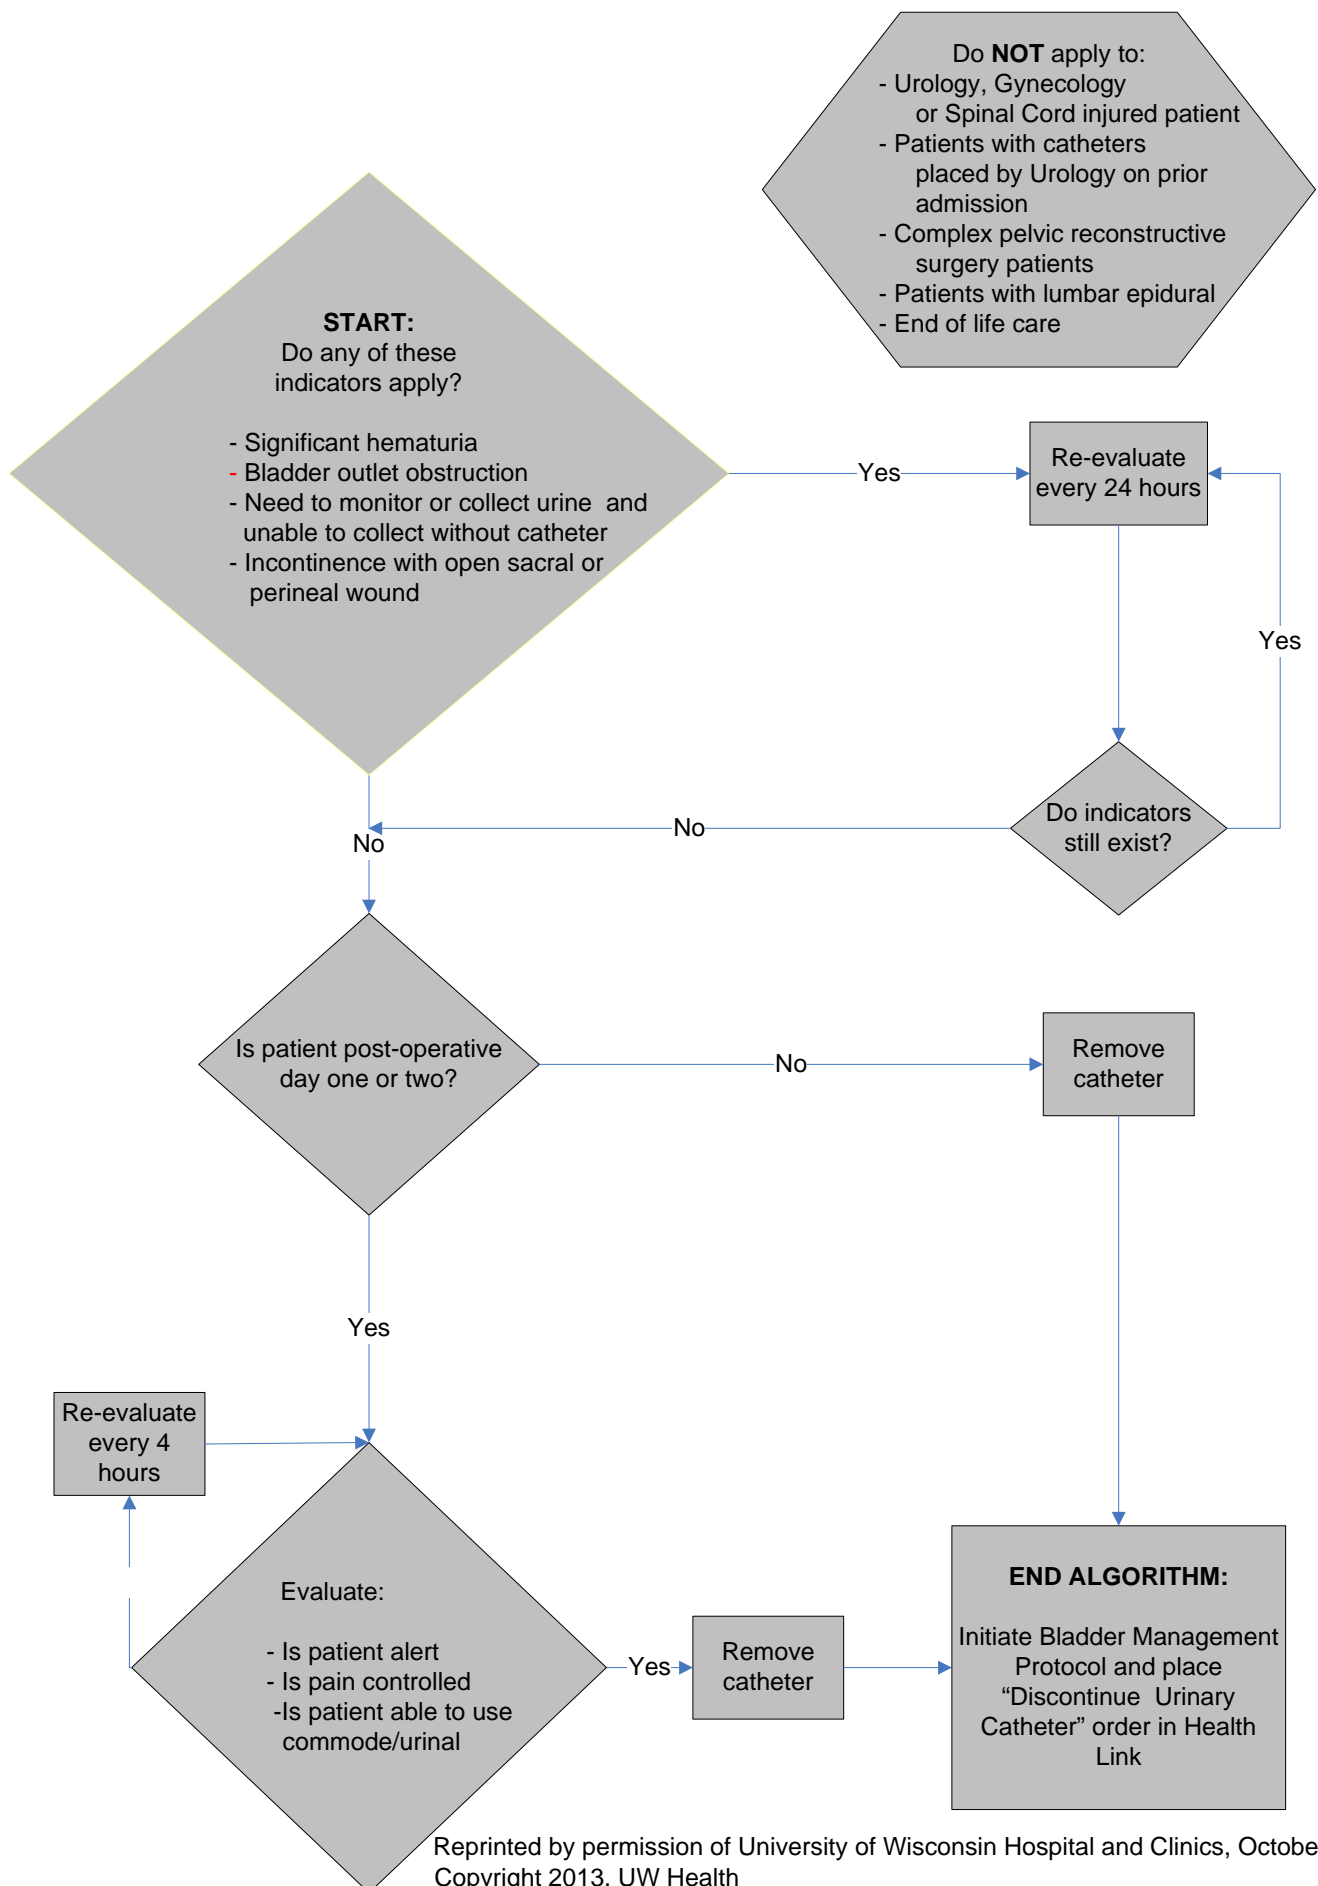 Do NOT apply to:
- Urology, Gynecology
or Spinal Cord injured patient
- Patients with catheters
placed by Urology on prior
admission
- Complex pelvic reconstructive
surgery patients
- Patients with lumbar epidural
- End of life care
START:
Do any of these
indicators apply?
- Significant hematuria
- Bladder outlet obstruction
- Need to monitor or collect urine and
unable to collect without catheter
- Incontinence with open sacral or
perineal wound
Yes
Re-evaluate
every 24 hours
Yes
Do indicators
still exist?
No
No
Is patient post-operative
day one or two?
No
Remove
catheter
Yes
Re-evaluate
every 4
hours
Evaluate:
- Is patient alert
- Is pain controlled
-Is patient able to use
commode/urinal
Yes
Remove
catheter
END ALGORITHM:
Initiate Bladder Management
Protocol and place
“Discontinue Urinary
Catheter” order in Health
Link
Reprinted by permission of University of Wisconsin Hospital and Clinics, Octobe
Copyright 2013, UW Health